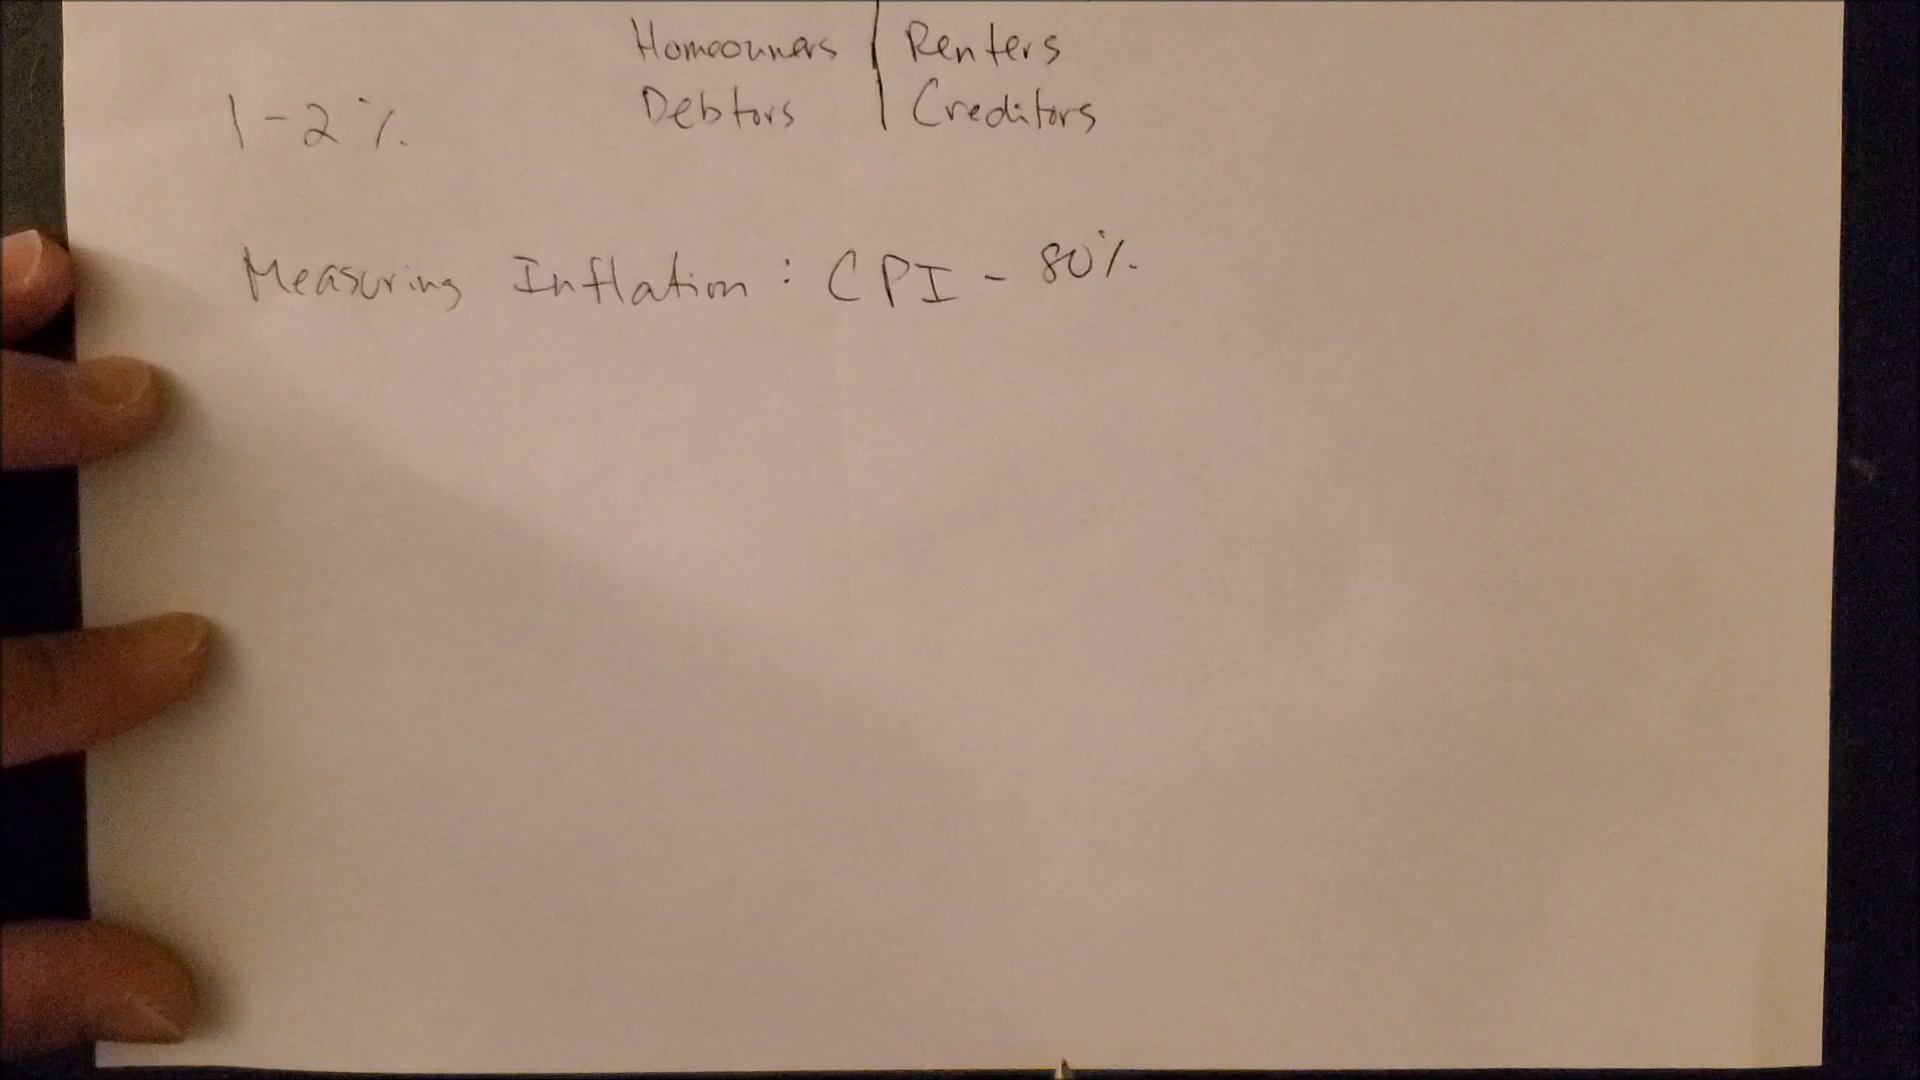 Homeowners | Renters
Debtors | Creditors
1-2%
Measuring Inflation : CPI - 80%